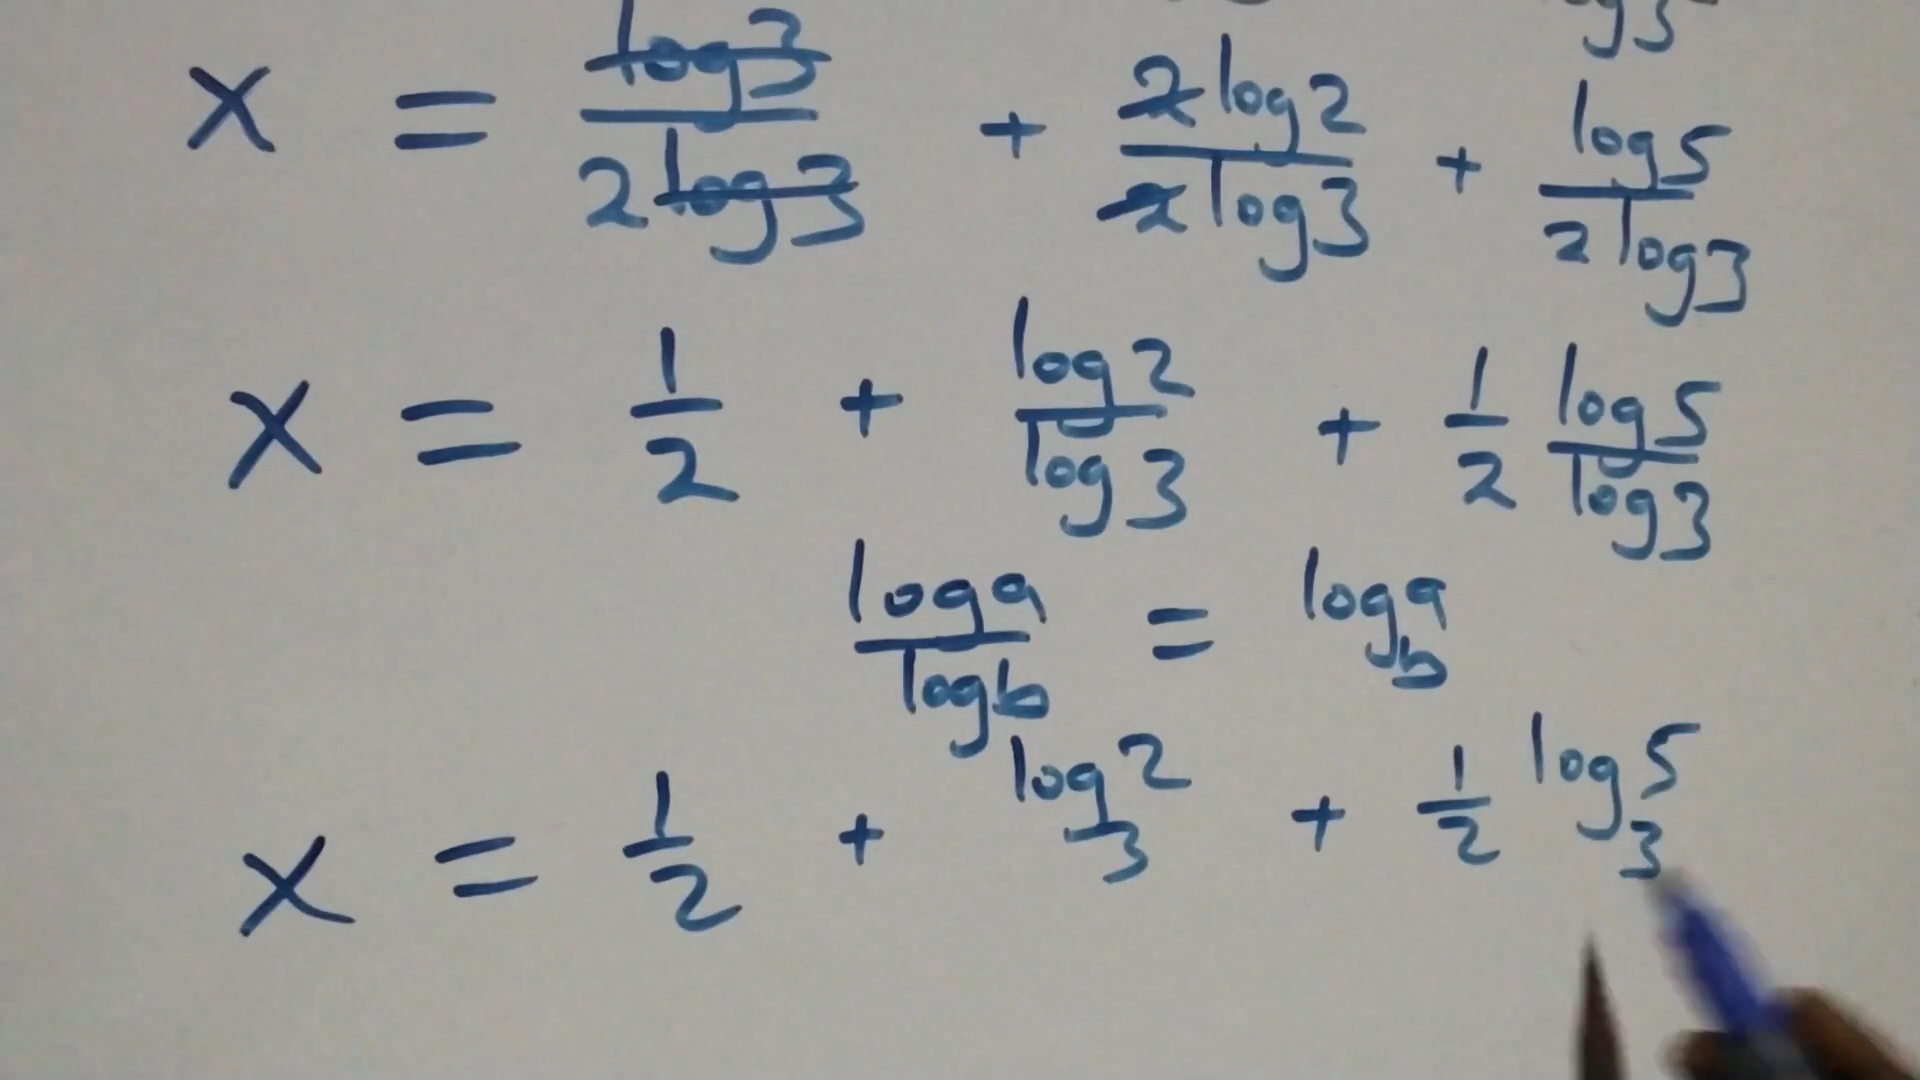 x = log3/2log3 + 2log2/2log3 + log5/2log3
x = 1/2 + log2/log3 + 1/2 log5/log3
loga/logb = log_b a
x = 1/2 + log_3 2 + 1/2 log_3 5